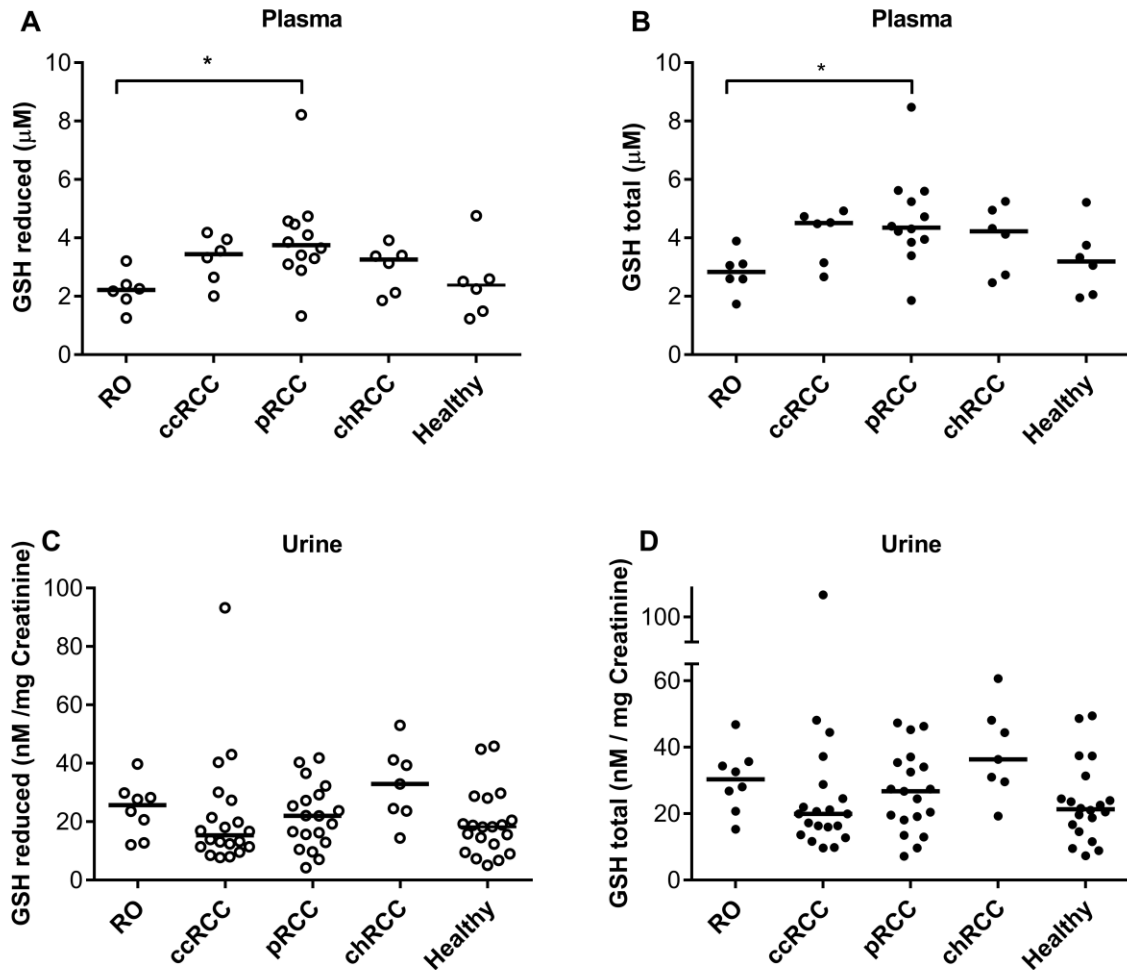 A
Plasma
GSH reduced (μM)
10
8
6
4
2
0
*
RO
ccRCC
pRCC
chRCC
Healthy
B
Plasma
GSH total (μM)
10
8
6
4
2
0
*
RO
ccRCC
pRCC
chRCC
Healthy
C
Urine
GSH reduced (nM /mg Creatinine)
100
80
60
40
20
0
RO
ccRCC
pRCC
chRCC
Healthy
D
Urine
GSH total (nM / mg Creatinine)
100
60
40
20
0
RO
ccRCC
pRCC
chRCC
Healthy